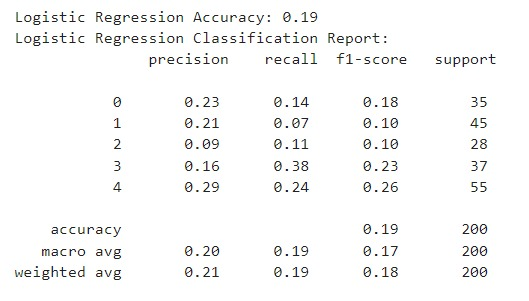 Logistic Regression Accuracy: 0.19
Logistic Regression Classification Report:
precision recall f1-score support
0 0.23 0.14 0.18 35
1 0.21 0.07 0.10 45
2 0.09 0.11 0.10 28
3 0.16 0.38 0.23 37
4 0.29 0.24 0.26 55
accuracy 0.19 200
macro avg 0.20 0.19 0.17 200
weighted avg 0.21 0.19 0.18 200